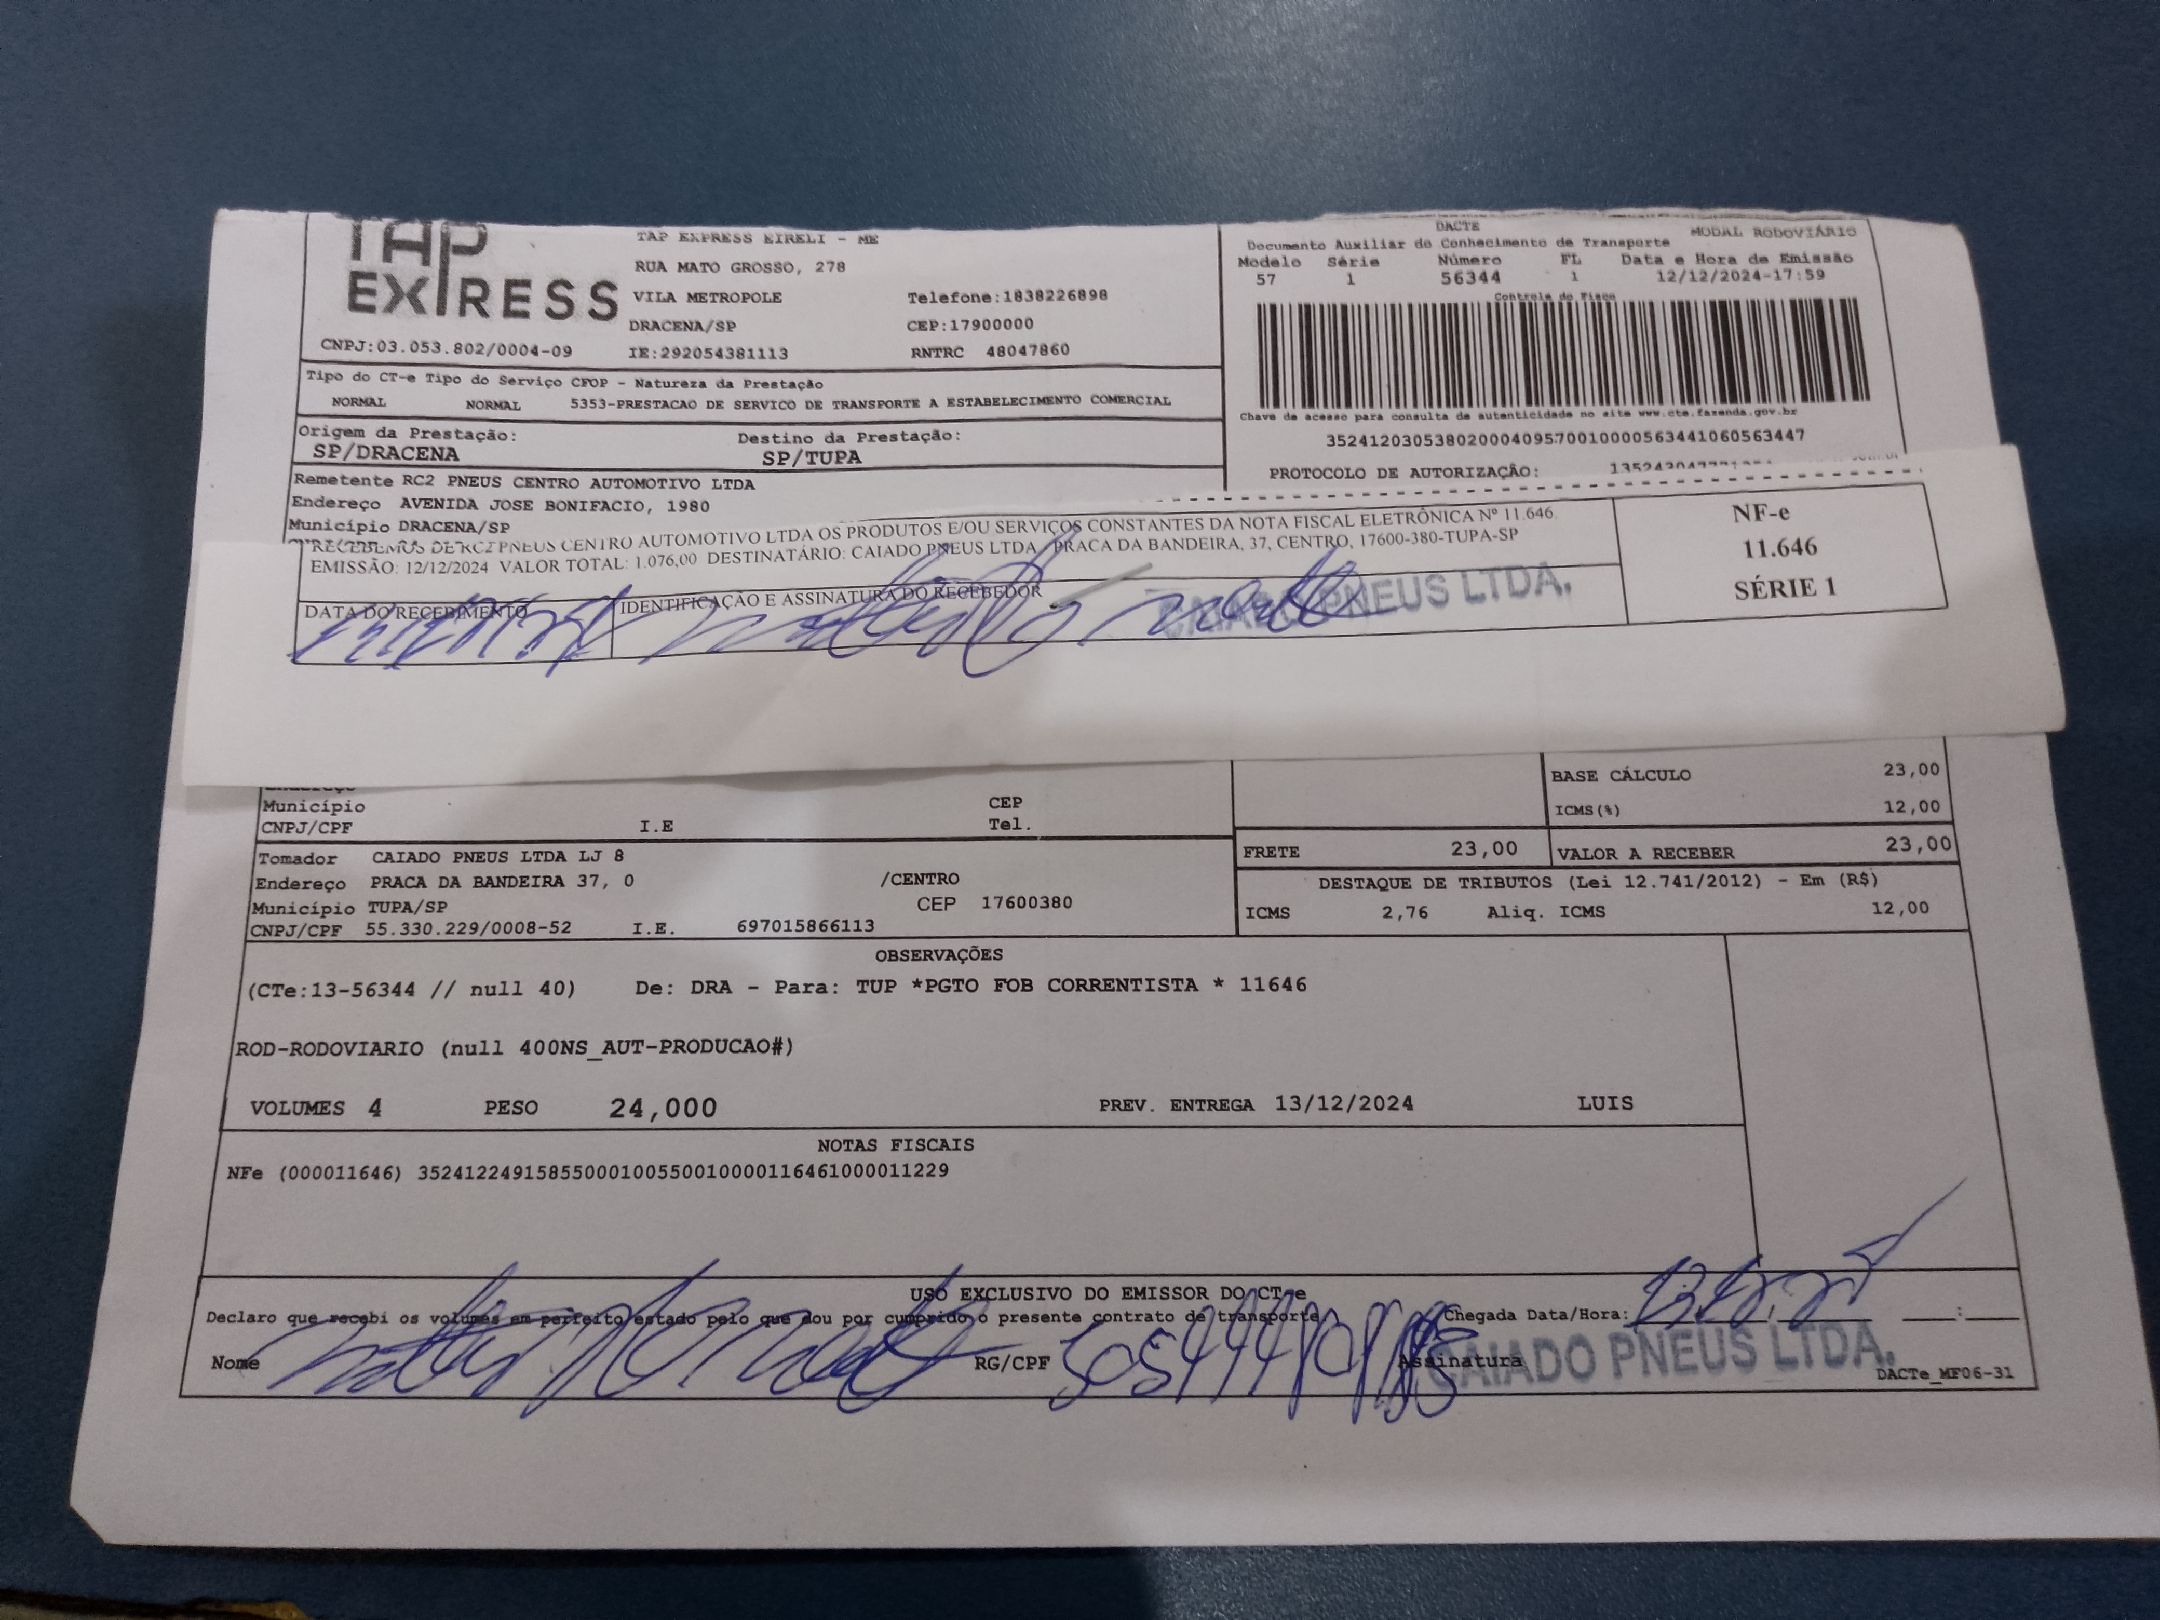 TAP
EXPRESS
TAP EXPRESS EIRELI - ME
RUA MATO GROSSO, 278
VILA METROPOLE Telefone:1838226898
DRACENA/SP CEP:17900000
CNPJ:03.053.802/0004-09 IE:292054381113 RNTRC 48047860
DACTE MODAL RODOVIÁRIO
Documento Auxiliar do Conhecimento de Transporte
Modelo Série Número FL Data e Hora de Emissão
57 1 56344 1 12/12/2024-17:59
Controle do Fisco
Chave de acesso para consulta de autenticidade no site www.cte.fazenda.gov.br
35241203053802000409570010000563441060563447
PROTOCOLO DE AUTORIZAÇÃO:
Tipo do CT-e Tipo do Serviço CFOP - Natureza da Prestação
NORMAL NORMAL 5353-PRESTACAO DE SERVICO DE TRANSPORTE A ESTABELECIMENTO COMERCIAL
Origem da Prestação: Destino da Prestação:
SP/DRACENA SP/TUPA
Remetente RC2 PNEUS CENTRO AUTOMOTIVO LTDA
Endereço AVENIDA JOSE BONIFACIO, 1980
Município DRACENA/SP
RECEBEMOS DE RC2 PNEUS CENTRO AUTOMOTIVO LTDA OS PRODUTOS E/OU SERVIÇOS CONSTANTES DA NOTA FISCAL ELETRÔNICA Nº 11.646.
EMISSÃO: 12/12/2024 VALOR TOTAL: 1.076,00 DESTINATÁRIO: CAIADO PNEUS LTDA PRACA DA BANDEIRA, 37, CENTRO, 17600-380-TUPA-SP
DATA DO RECEBIMENTO IDENTIFICAÇÃO E ASSINATURA DO RECEBEDOR
CAIADO PNEUS LTDA.
NF-e
11.646
SÉRIE 1
Endereço
Município CEP
CNPJ/CPF I.E Tel.
BASE CÁLCULO 23,00
ICMS(%) 12,00
FRETE 23,00 VALOR A RECEBER 23,00
Tomador CAIADO PNEUS LTDA LJ 8
Endereço PRACA DA BANDEIRA 37, 0 /CENTRO
Município TUPA/SP CEP 17600380
CNPJ/CPF 55.330.229/0008-52 I.E. 697015866113
DESTAQUE DE TRIBUTOS (Lei 12.741/2012) - Em (R$)
ICMS 2,76 Aliq. ICMS 12,00
OBSERVAÇÕES
(CTe:13-56344 // null 40) De: DRA - Para: TUP *PGTO FOB CORRENTISTA * 11646
ROD-RODOVIARIO (null 400NS_AUT-PRODUCAO#)
VOLUMES 4 PESO 24,000 PREV. ENTREGA 13/12/2024 LUIS
NOTAS FISCAIS
NFe (000011646) 35241224915855000100550010000116461000011229
USO EXCLUSIVO DO EMISSOR DO CT-e
Declaro que recebi os volumes em perfeito estado pelo que dou por cumprido o presente contrato de transporte. Chegada Data/Hora:
Nome RG/CPF Assinatura
CAIADO PNEUS LTDA.
DACTe_MF06-31